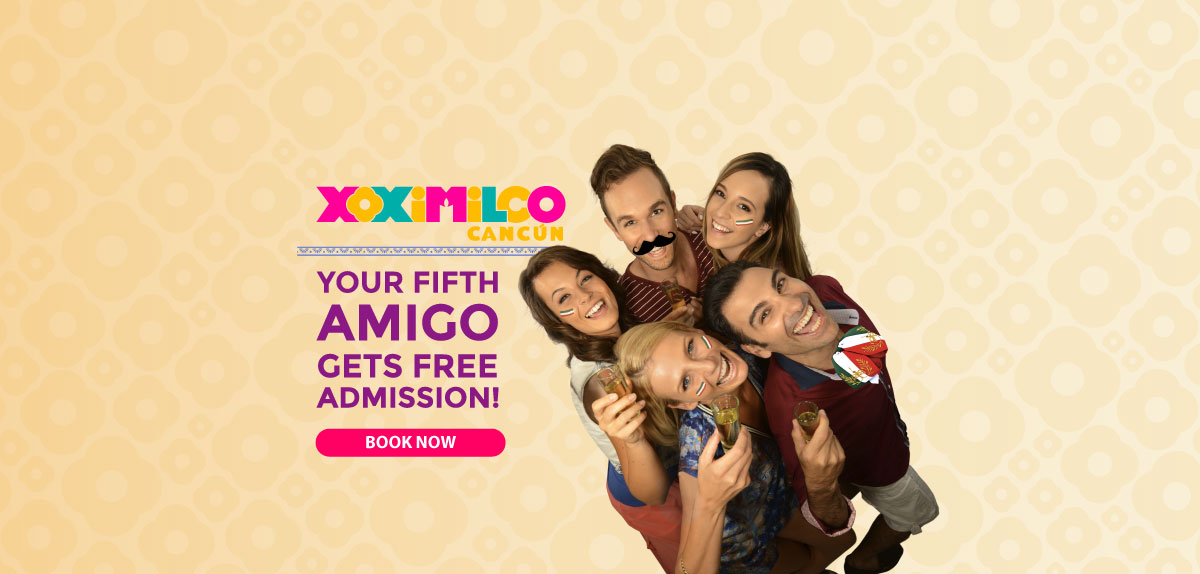 XOXiMiLCO
CANCÚN
YOUR FIFTH
AMIGO
GETS FREE
ADMISSION!
BOOK NOW